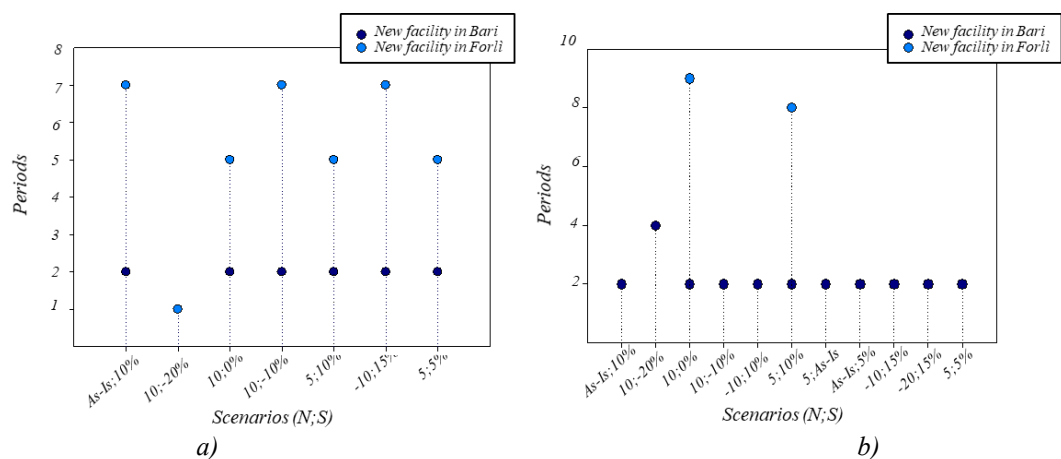 New facility in Bari
New facility in Forlì
8
7
6
5
4
3
2
1
Periods
As-Is;10%
10;-20%
10;0%
10;-10%
5;10%
-10;15%
5;5%
Scenarios (N;S)
a)
New facility in Bari
New facility in Forlì
10
8
6
4
2
Periods
As-Is;10%
10;-20%
10;0%
10;-10%
-10;10%
5;10%
5;As-Is
As-Is;5%
-10;15%
-20;15%
5;5%
Scenarios (N;S)
b)